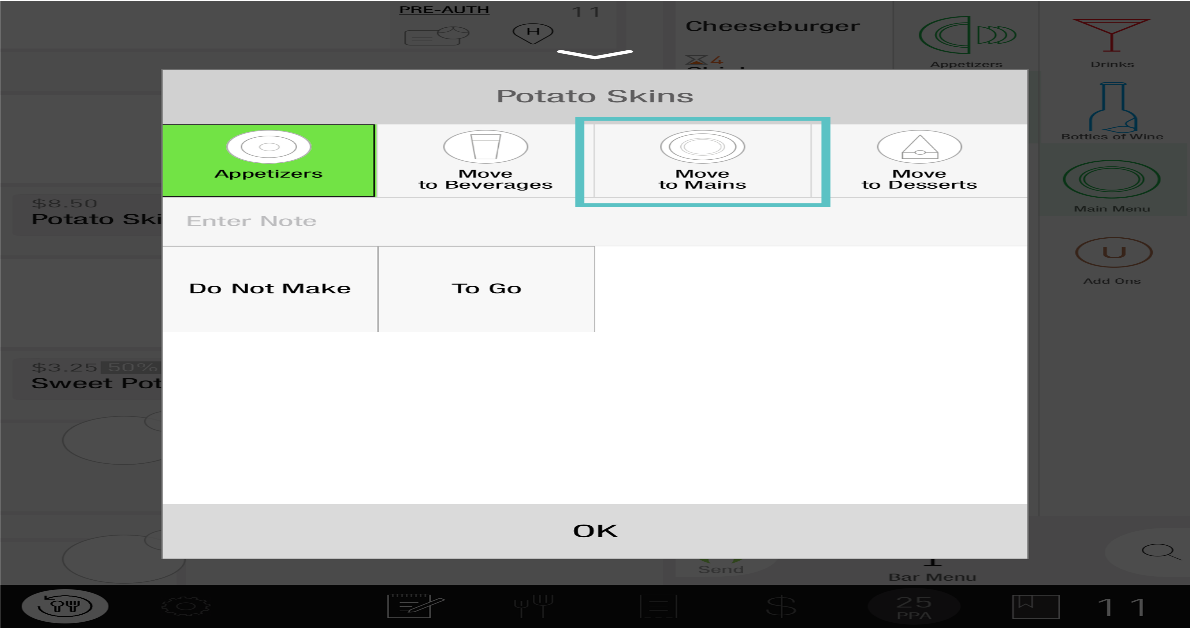 PRE-AUTH
11
H
Cheeseburger
4
Appetizers
Drinks
Potato Skins
Appetizers
Move
to Beverages
Move
to Mains
Move
to Desserts
Bottles of Wine
$8.50
Potato Ski
Enter Note
Main Menu
U
Add Ons
Do Not Make
To Go
$3.25 50%
Sweet Pot
OK
Send
Bar Menu
$
25
PPA
11